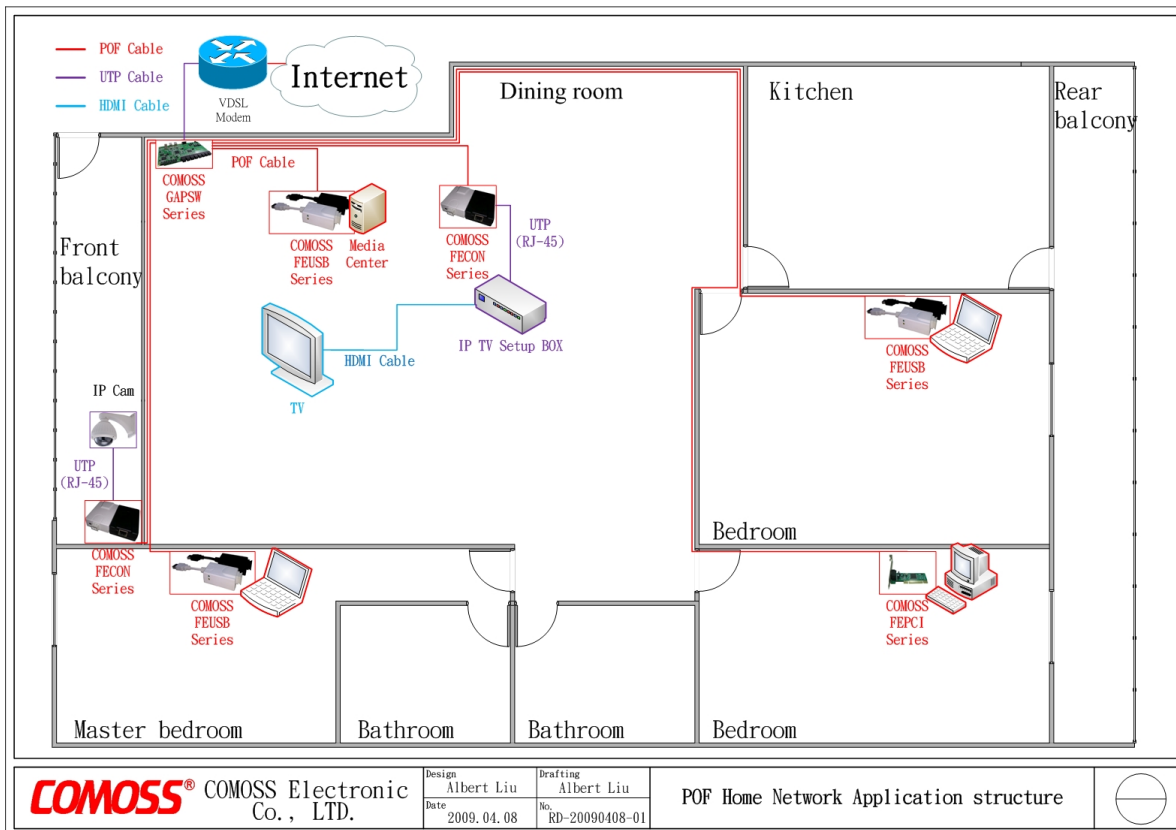 POF Cable
UTP Cable
HDMI Cable
VDSL
Modem
Internet
Dining room
Kitchen
Rear
balcony
COMOSS
GAPSW
Series
POF Cable
COMOSS
FEUSB
Series
Media
Center
COMOSS
FECON
Series
UTP
(RJ-45)
Front
balcony
IP TV Setup BOX
HDMI Cable
TV
COMOSS
FEUSB
Series
IP Cam
UTP
(RJ-45)
COMOSS
FECON
Series
COMOSS
FEUSB
Series
Bedroom
COMOSS
FEPCI
Series
Master bedroom
Bathroom
Bathroom
Bedroom
COMOSS®
COMOSS Electronic
Co., LTD.
Design
Albert Liu
Drafting
Albert Liu
Date
2009.04.08
No.
RD-20090408-01
POF Home Network Application structure